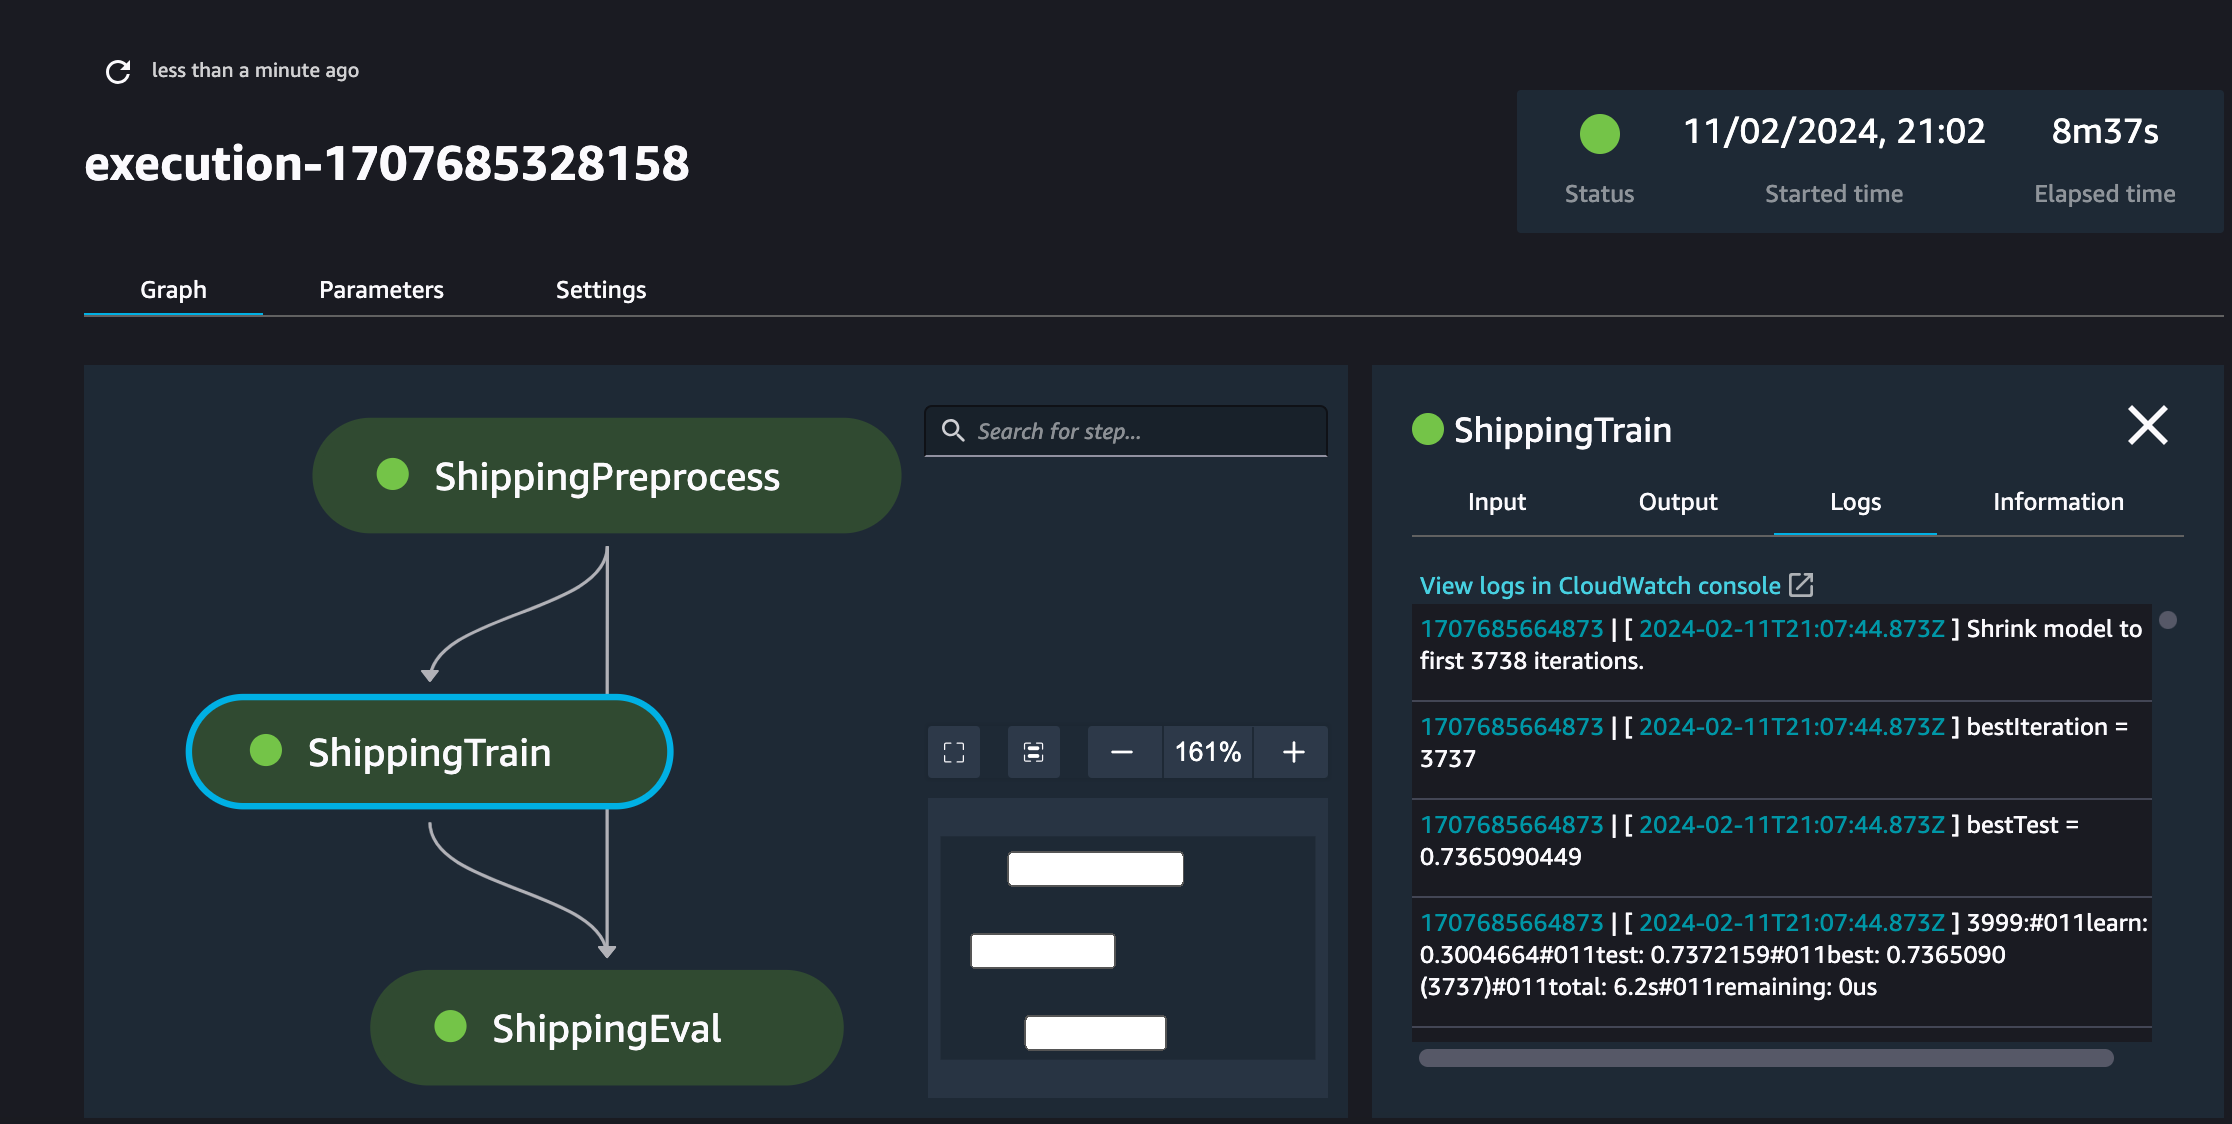 less than a minute ago
execution-1707685328158
11/02/2024, 21:02
8m37s
Status
Started time
Elapsed time
Graph
Parameters
Settings
ShippingPreprocess
Search for step...
ShippingTrain
161%
ShippingEval
ShippingTrain
Input
Output
Logs
Information
View logs in CloudWatch console
1707685664873 | [ 2024-02-11T21:07:44.873Z ] Shrink model to
first 3738 iterations.
1707685664873 | [ 2024-02-11T21:07:44.873Z ] bestIteration =
3737
1707685664873 | [ 2024-02-11T21:07:44.873Z ] bestTest =
0.7365090449
1707685664873 | [ 2024-02-11T21:07:44.873Z ] 3999:#011learn:
0.3004664#011test: 0.7372159#011best: 0.7365090
(3737)#011total: 6.2s#011remaining: 0us